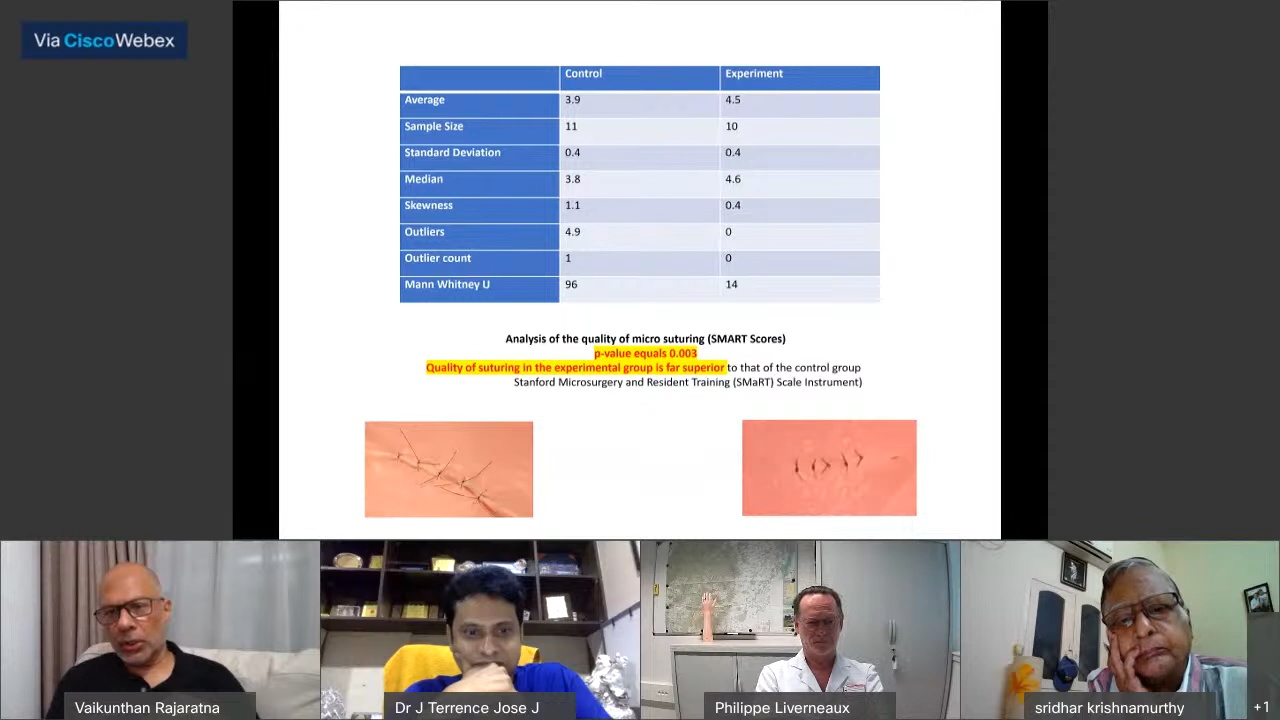 Via CiscoWebex
Control Experiment
Average 3.9 4.5
Sample Size 11 10
Standard Deviation 0.4 0.4
Median 3.8 4.6
Skewness 1.1 0.4
Outliers 4.9 0
Outlier count 1 0
Mann Whitney U 96 14
Analysis of the quality of micro suturing (SMART Scores)
p-value equals 0.003
Quality of suturing in the experimental group is far superior to that of the control group
Stanford Microsurgery and Resident Training (SMaRT) Scale Instrument)
Vaikunthan Rajaratna
Dr J Terrence Jose J
Philippe Liverneaux
sridhar krishnamurthy
+1